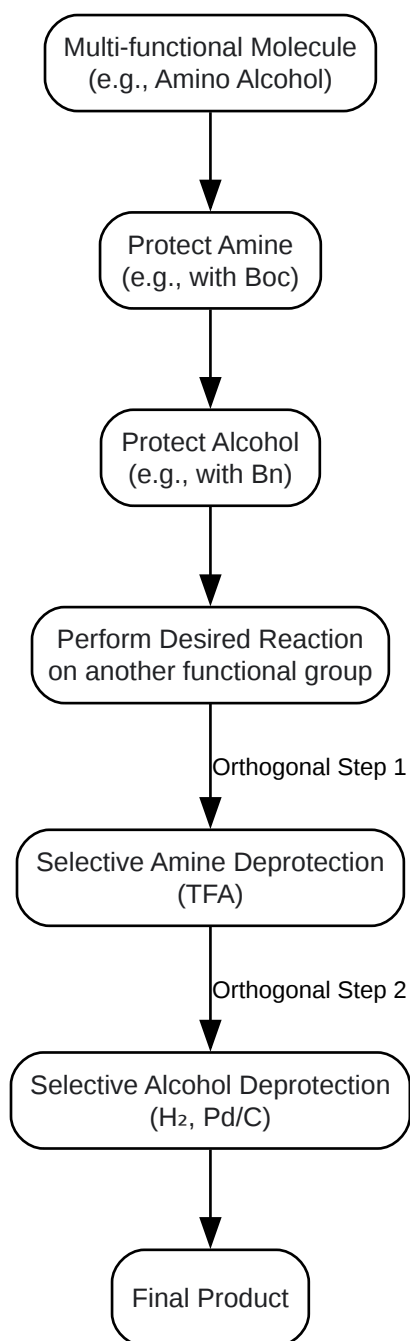 Multi-functional Molecule
(e.g., Amino Alcohol)
Protect Amine
(e.g., with Boc)
Protect Alcohol
(e.g., with Bn)
Perform Desired Reaction
on another functional group
Orthogonal Step 1
Selective Amine Deprotection
(TFA)
Orthogonal Step 2
Selective Alcohol Deprotection
(H₂, Pd/C)
Final Product